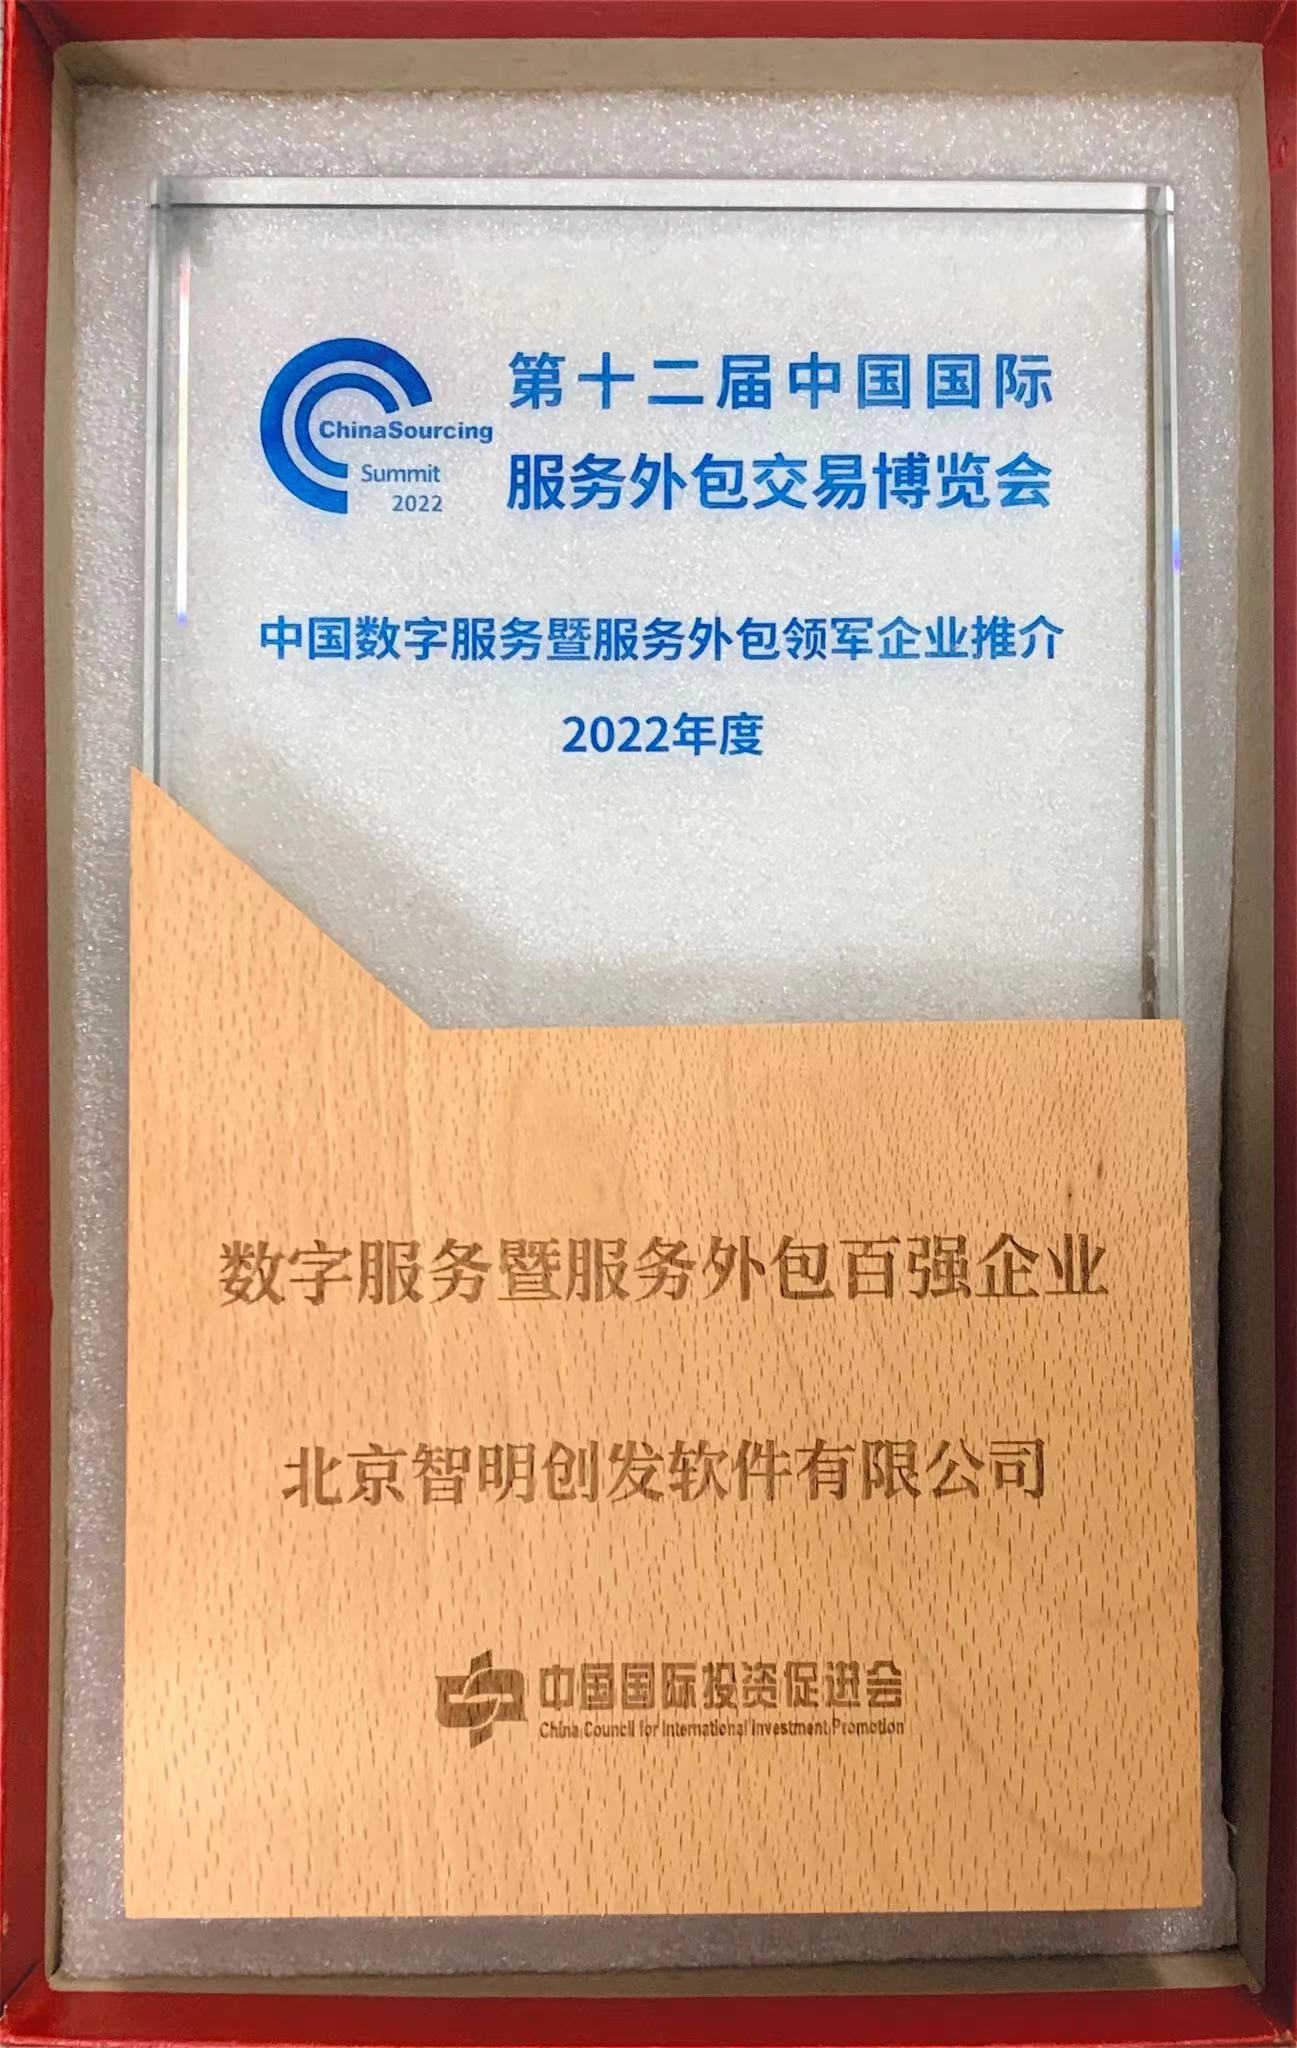 ChinaSourcing
Summit
2022
第十二届中国国际
服务外包交易博览会
中国数字服务暨服务外包领军企业推介
2022年度
数字服务暨服务外包百强企业
北京智明创发软件有限公司
中国国际投资促进会
China Council for International Investment Promotion